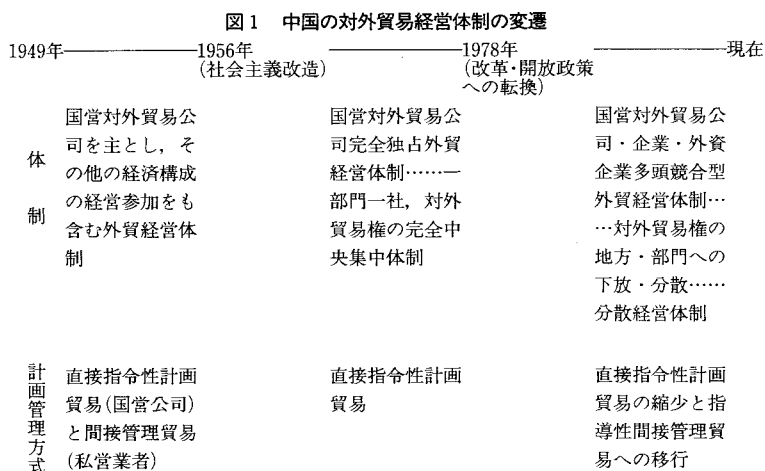 図1 中国の対外貿易経営体制の変遷
1949年————1956年 ————1978年 ————現在
(社会主義改造) (改革・開放政策
への転換)
体制
国営対外貿易公
司を主とし，そ
の他の経済構成
の経営参加をも
含む外貿経営体
制
国営対外貿易公
司完全独占外貿
経営体制……一
部門一社，対外
貿易権の完全中
央集中体制
国営対外貿易公
司・企業・外資
企業多頭競合型
外貿経営体制…
…対外貿易権の
地方・部門への
下放・分散……
分散経営体制
計画管理方式
直接指令性計画
貿易(国営公司)
と間接管理貿易
(私営業者)
直接指令性計画
貿易
直接指令性計画
貿易の縮少と指
導性間接管理貿
易への移行